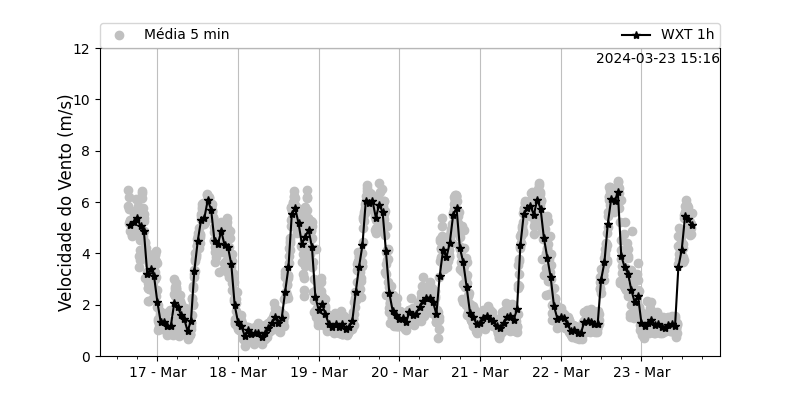 Média 5 min
WXT 1h
2024-03-23 15:16
Velocidade do Vento (m/s)
12
10
8
6
4
2
0
17 - Mar
18 - Mar
19 - Mar
20 - Mar
21 - Mar
22 - Mar
23 - Mar